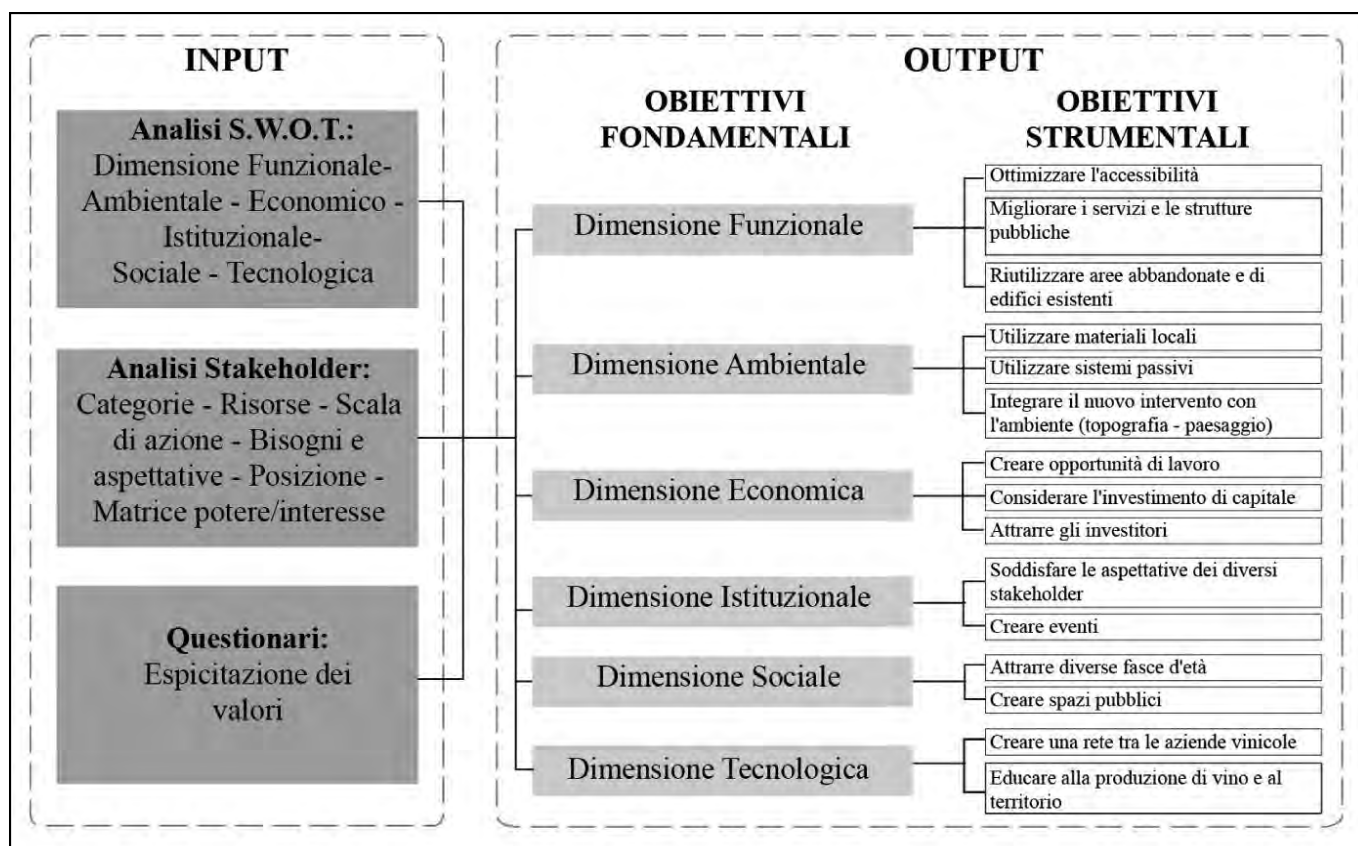 INPUT
Analisi S.W.O.T.:
Dimensione Funzionale-
Ambientale - Economico -
Istituzionale-
Sociale - Tecnologica
Analisi Stakeholder:
Categorie - Risorse - Scala
di azione - Bisogni e
aspettative - Posizione -
Matrice potere/interesse
Questionari:
Espicitazione dei
valori
OUTPUT
OBIETTIVI
FONDAMENTALI
OBIETTIVI
STRUMENTALI
Dimensione Funzionale
Ottimizzare l'accessibilità
Migliorare i servizi e le strutture
pubbliche
Riutilizzare aree abbandonate e di
edifici esistenti
Dimensione Ambientale
Utilizzare materiali locali
Utilizzare sistemi passivi
Integrare il nuovo intervento con
l'ambiente (topografia - paesaggio)
Dimensione Economica
Creare opportunità di lavoro
Considerare l'investimento di capitale
Attrarre gli investitori
Dimensione Istituzionale
Soddisfare le aspettative dei diversi
stakeholder
Creare eventi
Dimensione Sociale
Attrarre diverse fasce d'età
Creare spazi pubblici
Dimensione Tecnologica
Creare una rete tra le aziende vinicole
Educare alla produzione di vino e al
territorio